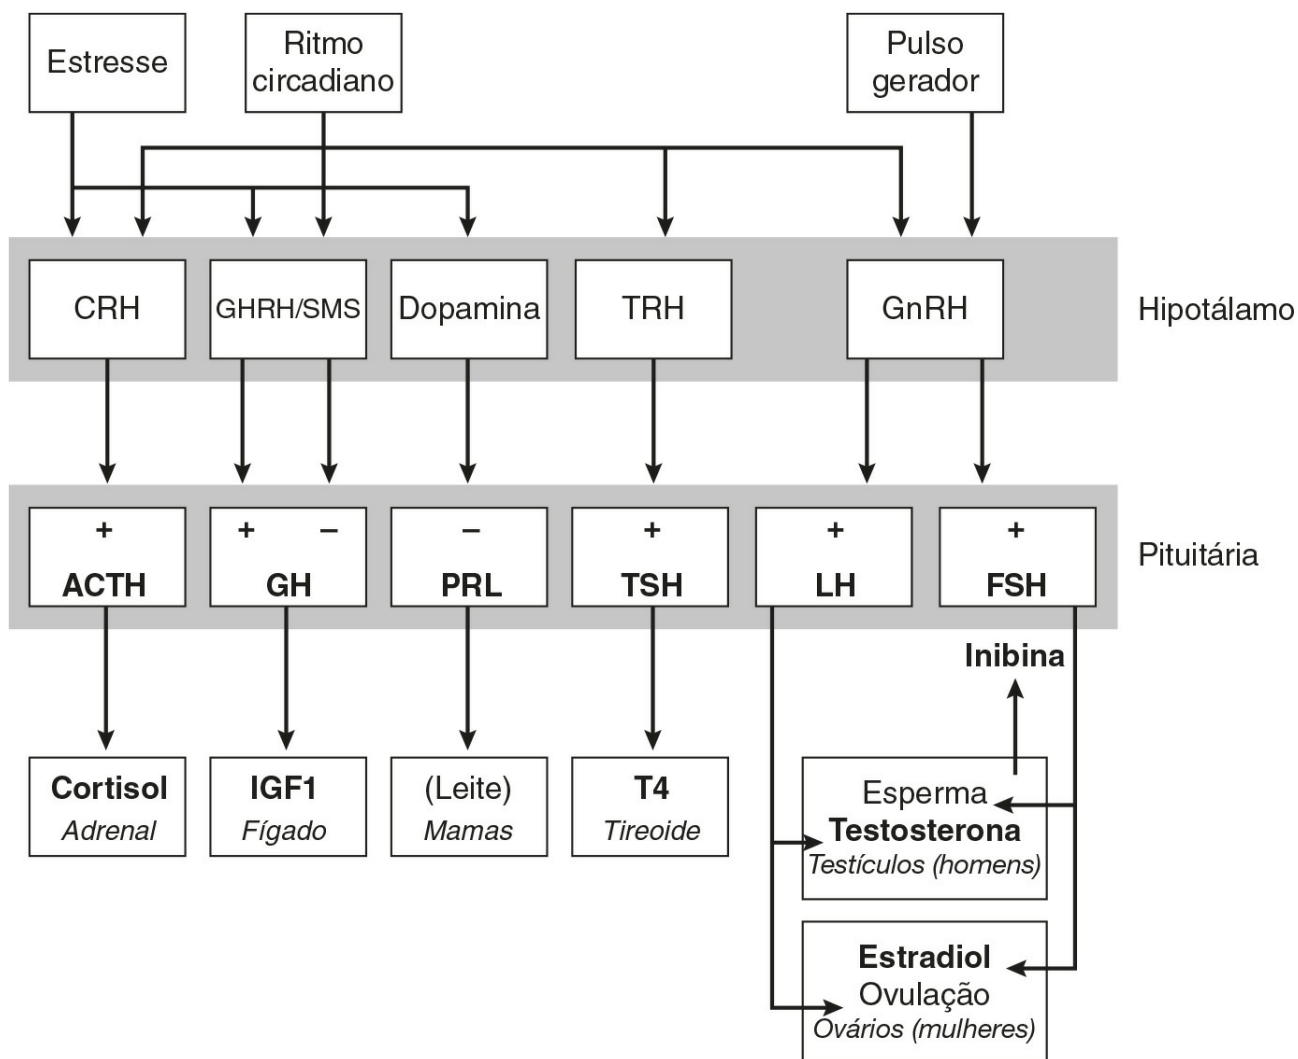 Estresse
Ritmo
circadiano
Pulso
gerador
CRH
GHRH/SMS
Dopamina
TRH
GnRH
Hipotálamo
+
ACTH
+ –
GH
–
PRL
+
TSH
+
LH
+
FSH
Pituitária
Inibina
Cortisol
Adrenal
IGF1
Fígado
(Leite)
Mamas
T4
Tireoide
Esperma
Testosterona
Testículos (homens)
Estradiol
Ovulação
Ovários (mulheres)